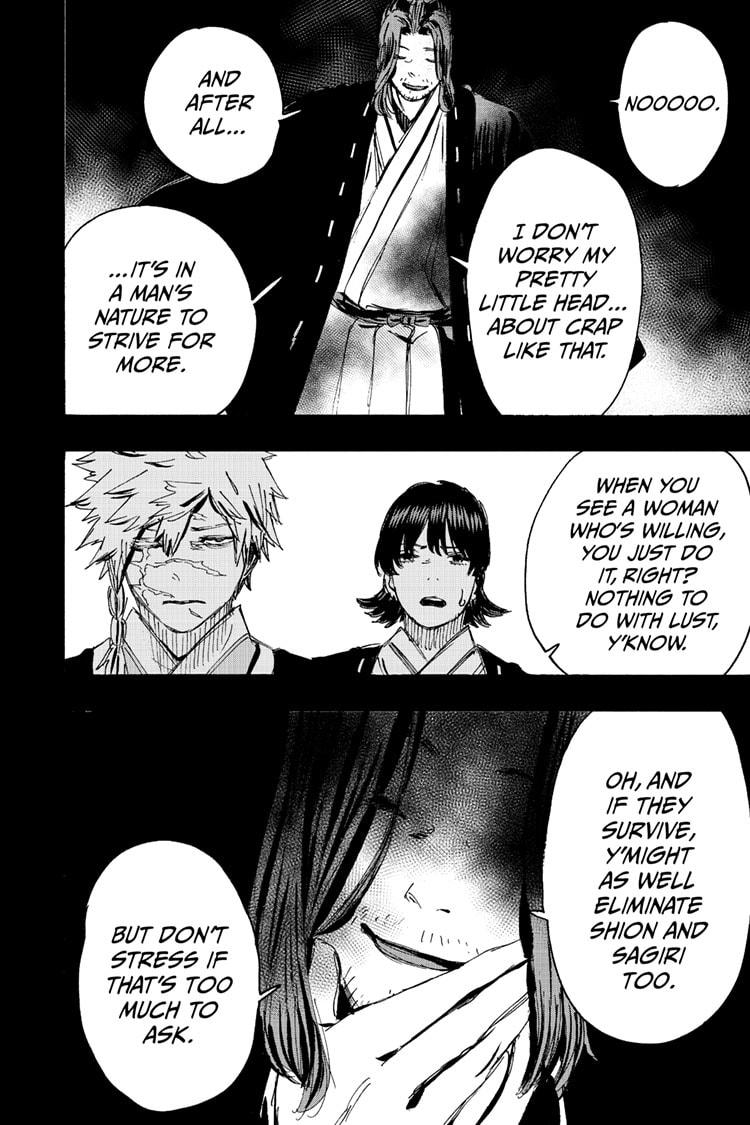 NOOOOO.
I DON'T
WORRY MY
PRETTY
LITTLE HEAD...
ABOUT CRAP
LIKE THAT.
AND
AFTER
ALL...
...IT'S IN
A MAN'S
NATURE TO
STRIVE FOR
MORE.
WHEN YOU
SEE A WOMAN
WHO'S WILLING,
YOU JUST DO
IT, RIGHT?
NOTHING TO
DO WITH LUST,
Y'KNOW.
OH, AND
IF THEY
SURVIVE,
Y'MIGHT
AS WELL
ELIMINATE
SHION AND
SAGIRI
TOO.
BUT DON'T
STRESS IF
THAT'S TOO
MUCH TO
ASK.